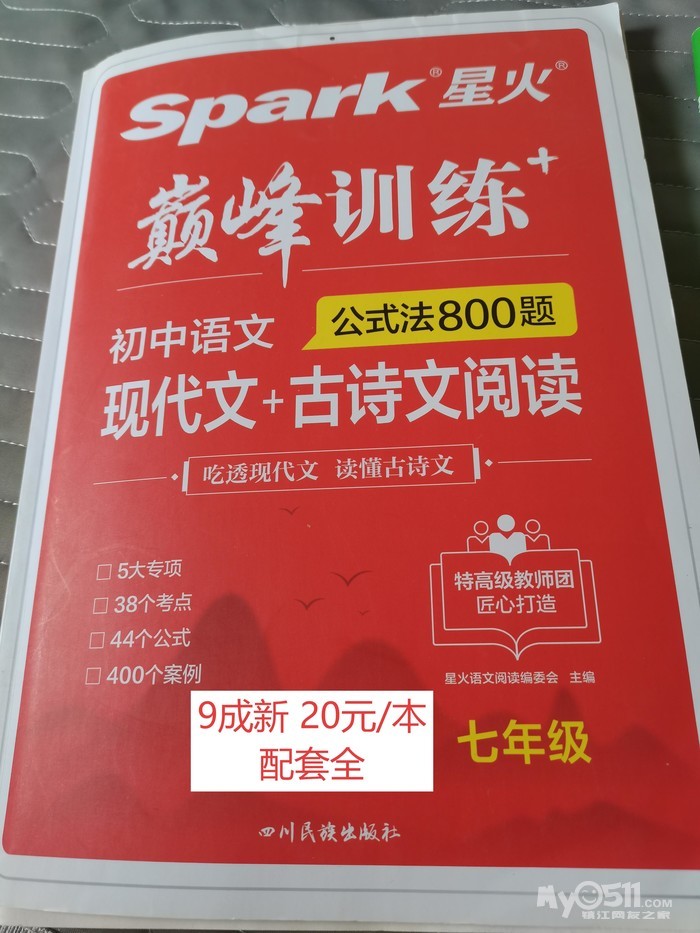 Spark® 星火®
巅峰训练+
初中语文
公式法800题
现代文+古诗文阅读
吃透现代文 读懂古诗文
5大专项
38个考点
44个公式
400个案例
特高级教师团
匠心打造
星火语文阅读编委会 主编
9成新 20元/本
配套全
七年级
四川民族出版社
My0511.COM
镇江网友之家